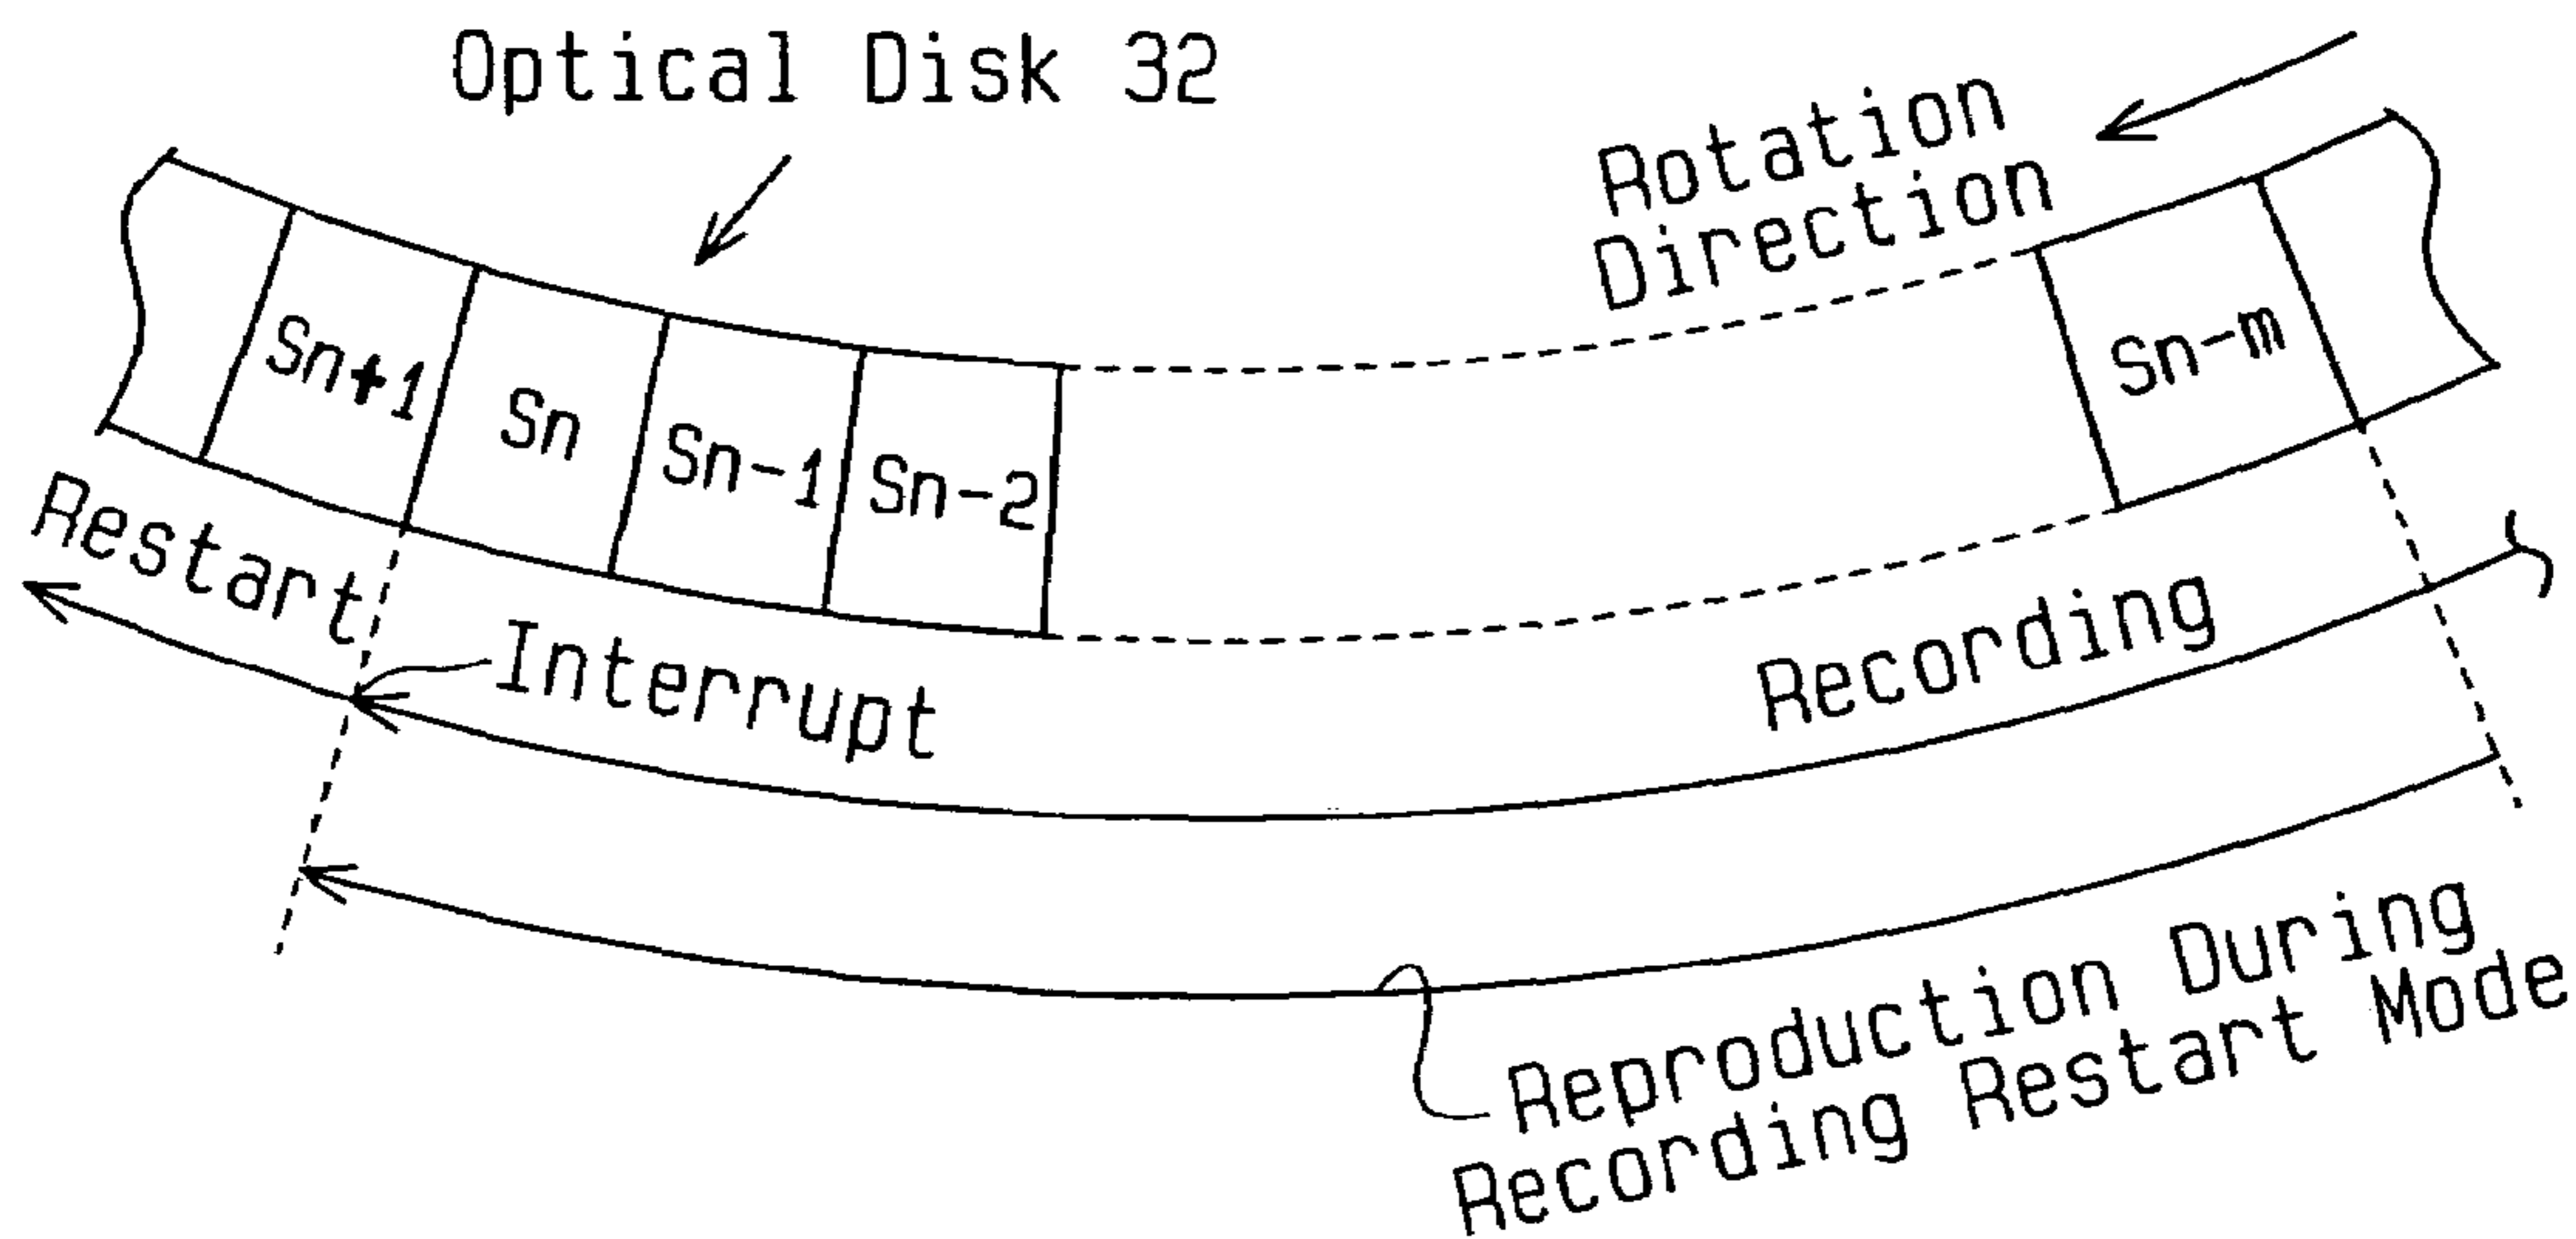 Optical Disk 32
Rotation
Direction
Sn+1
Sn
Sn-1
Sn-2
Sn-m
Restart
Interrupt
Recording
Reproduction During
Recording Restart Mode